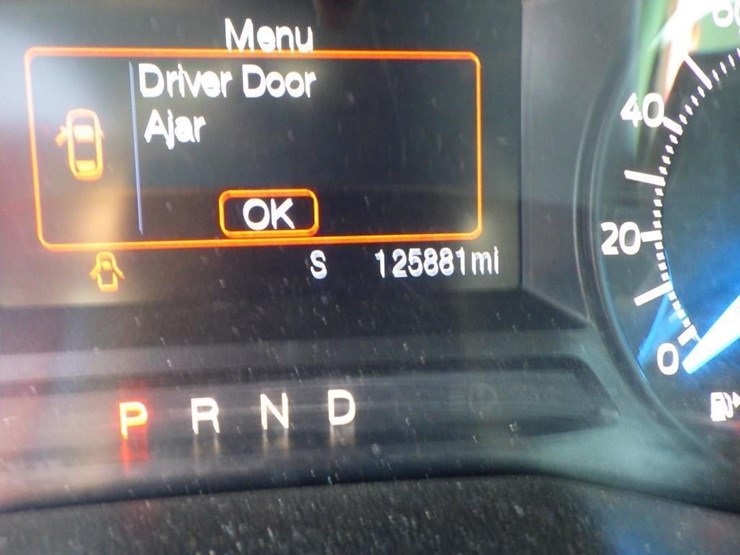 Menu
Driver Door
Ajar
OK
S 125881mi
P R N D
40
20
0